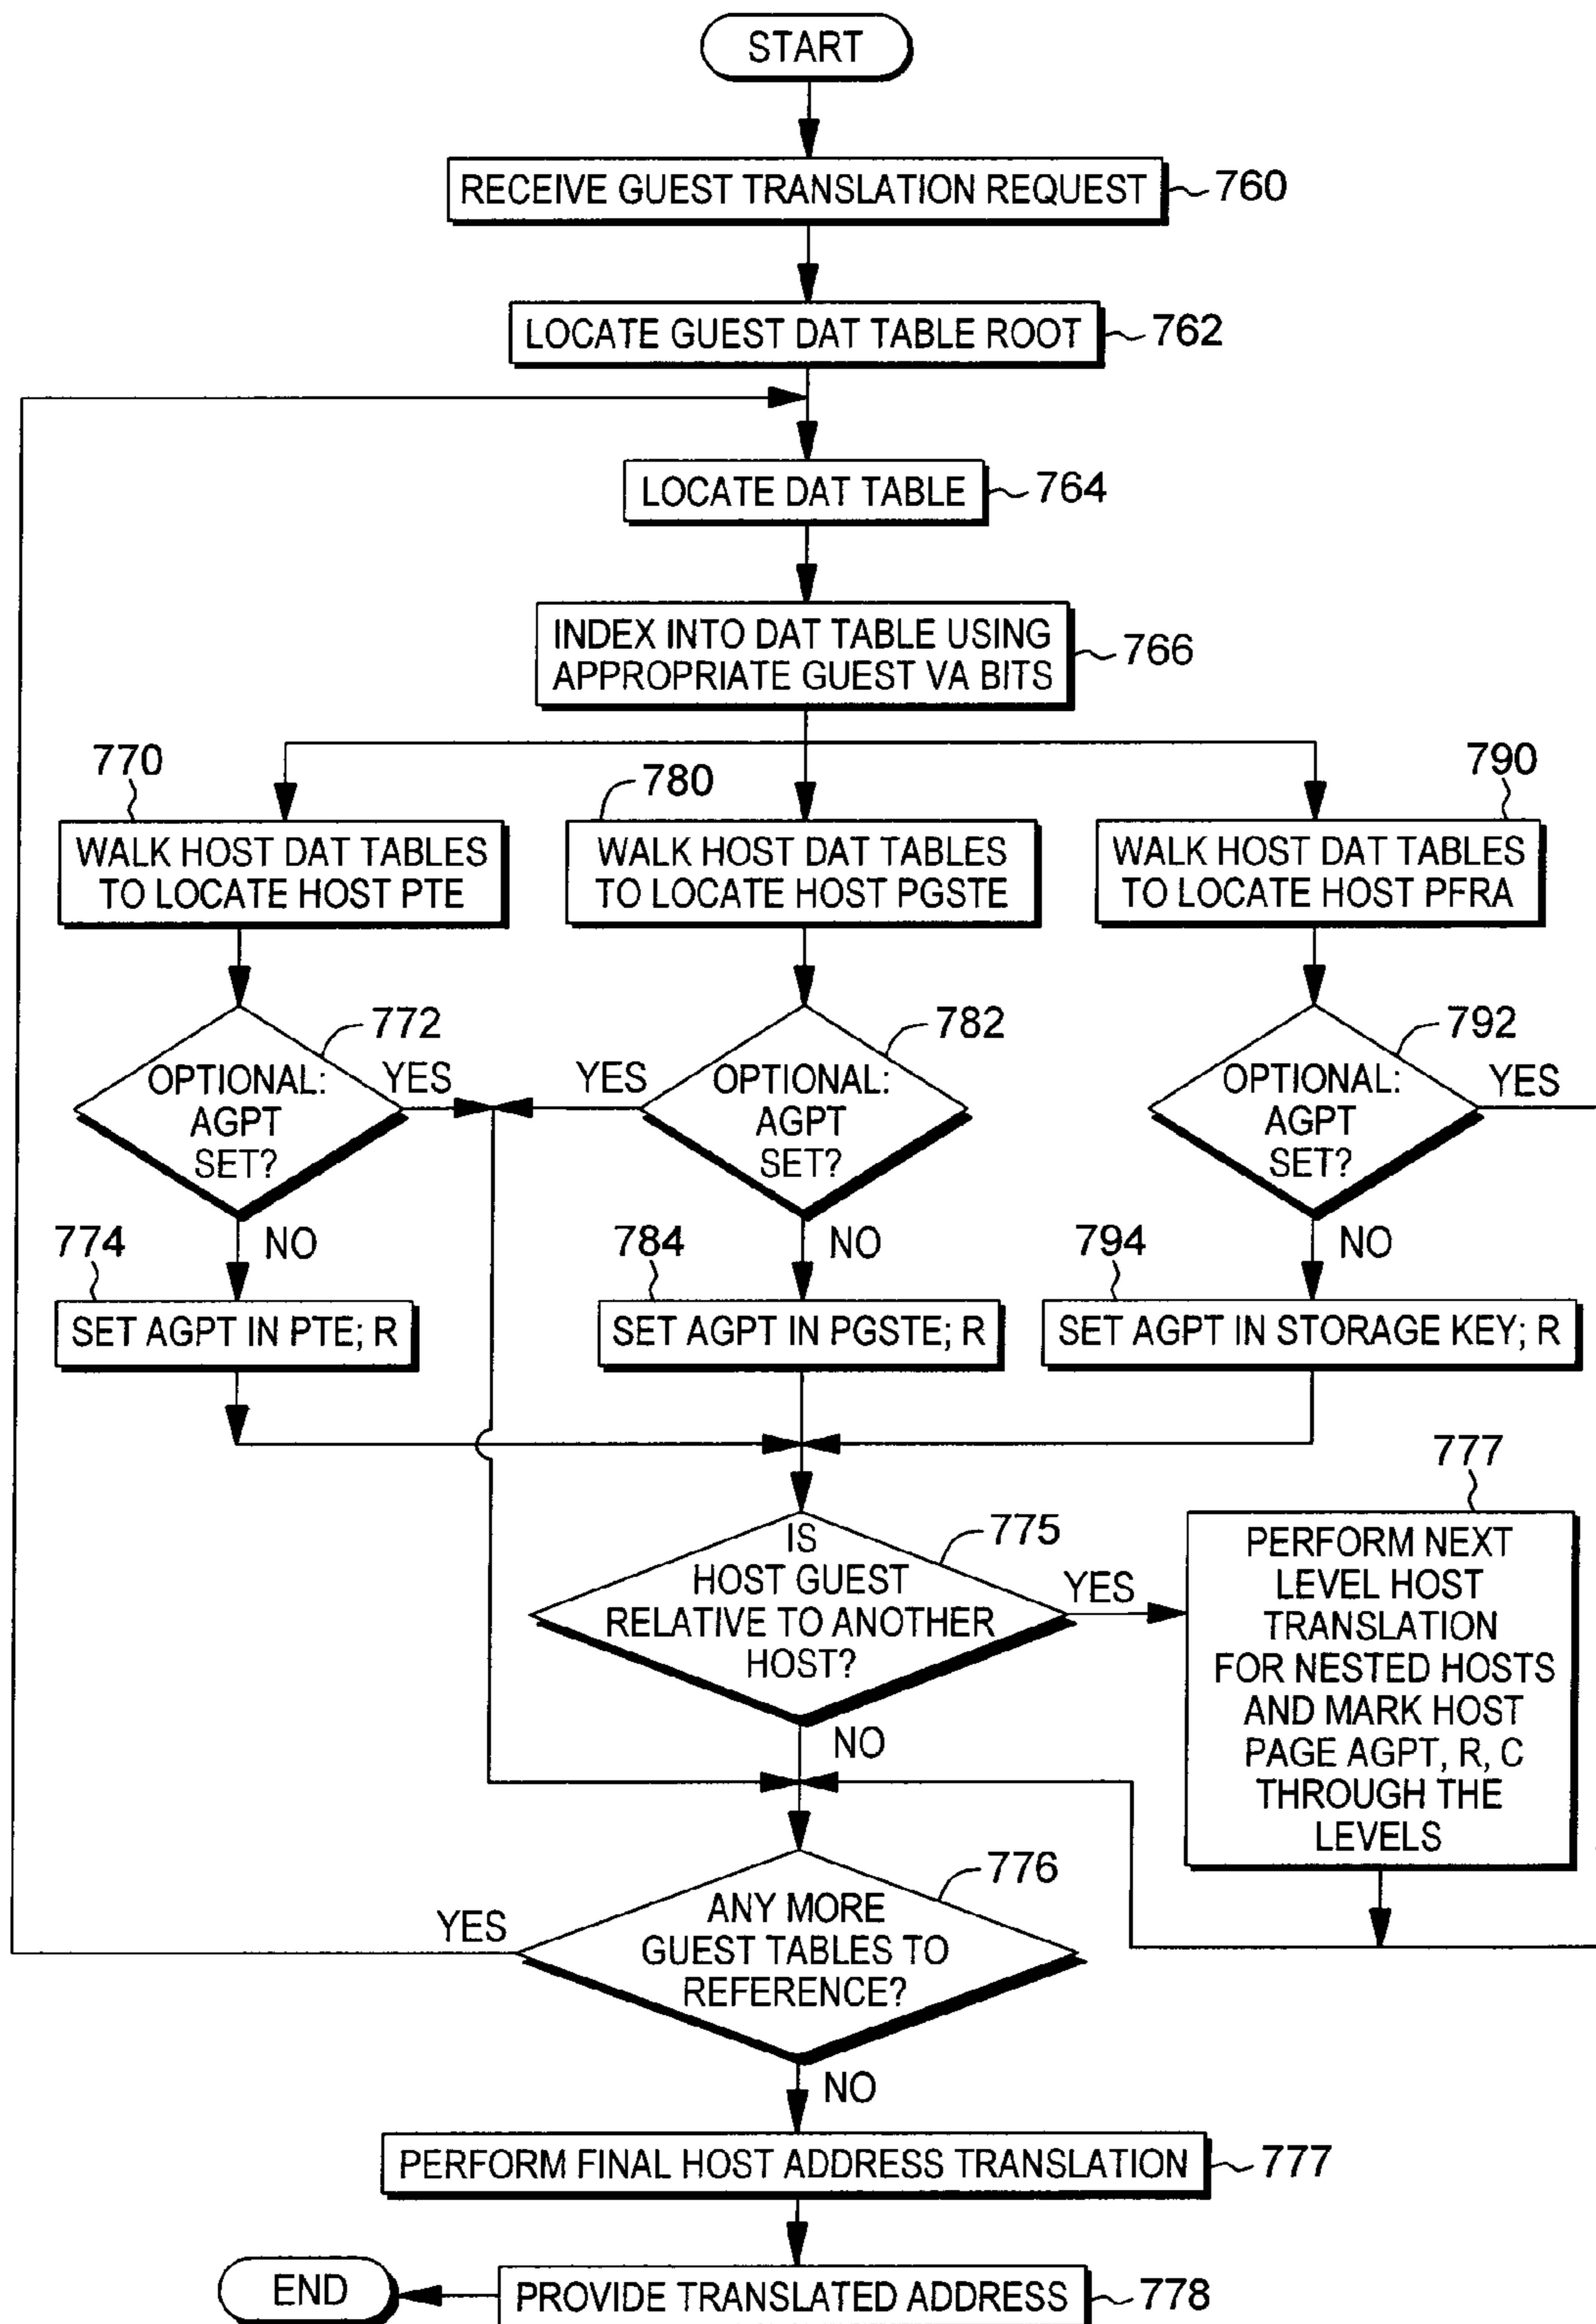 START
RECEIVE GUEST TRANSLATION REQUEST
760
LOCATE GUEST DAT TABLE ROOT
762
LOCATE DAT TABLE
764
INDEX INTO DAT TABLE USING
APPROPRIATE GUEST VA BITS
766
770
WALK HOST DAT TABLES
TO LOCATE HOST PTE
780
WALK HOST DAT TABLES
TO LOCATE HOST PGSTE
790
WALK HOST DAT TABLES
TO LOCATE HOST PFRA
772
OPTIONAL:
AGPT
SET?
YES
782
YES
OPTIONAL:
AGPT
SET?
792
OPTIONAL:
AGPT
SET?
YES
NO
NO
NO
774
SET AGPT IN PTE; R
784
SET AGPT IN PGSTE; R
794
SET AGPT IN STORAGE KEY; R
775
IS
HOST GUEST
RELATIVE TO ANOTHER
HOST?
YES
NO
777
PERFORM NEXT
LEVEL HOST
TRANSLATION
FOR NESTED HOSTS
AND MARK HOST
PAGE AGPT, R, C
THROUGH THE
LEVELS
776
ANY MORE
GUEST TABLES TO
REFERENCE?
YES
NO
PERFORM FINAL HOST ADDRESS TRANSLATION
777
PROVIDE TRANSLATED ADDRESS
778
END